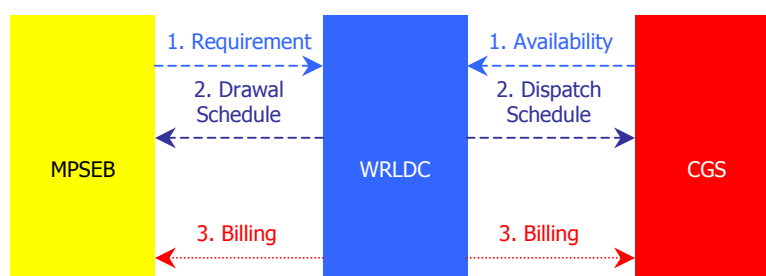 1. Requirement
1. Availability
2. Drawal
Schedule
2. Dispatch
Schedule
MPSEB
WRLDC
CGS
3. Billing
3. Billing